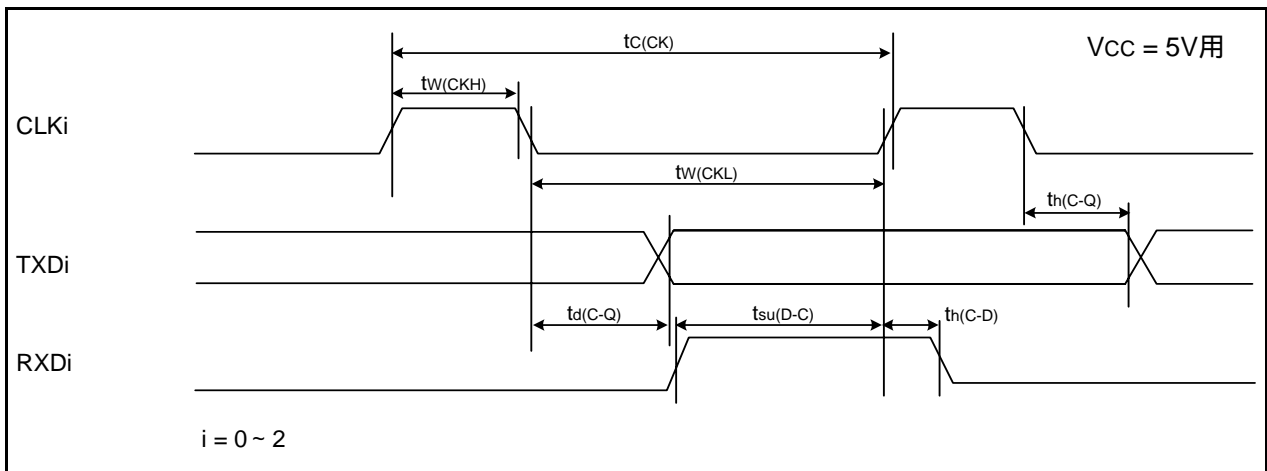 tC(CK)
VCC = 5V用
tW(CKH)
CLKi
tW(CKL)
th(C-Q)
TXDi
td(C-Q)
tsu(D-C)
th(C-D)
RXDi
i = 0 ~ 2